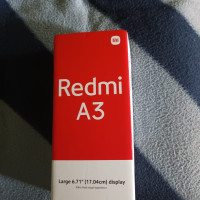 Redmi
A3
Large 6.71" (17.04cm) display